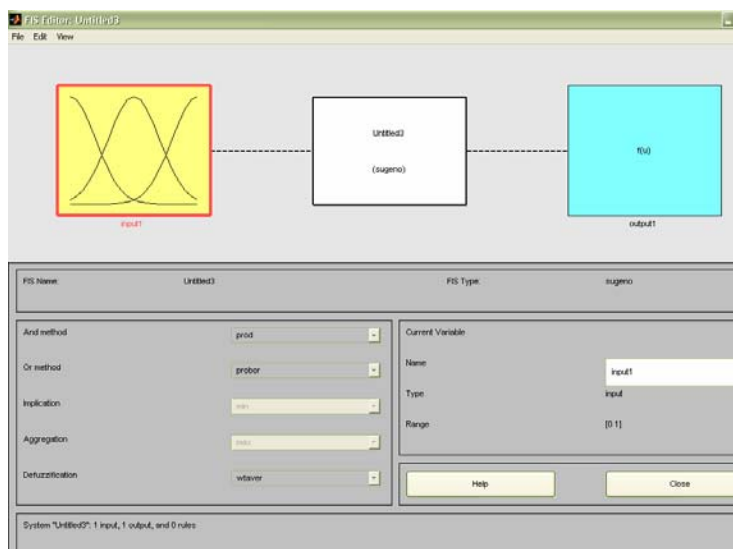 FIS Editor: Untitled3
File Edit View
Untitled3
(sugeno)
f(u)
input1
output1
FIS Name: Untitled3 FIS Type: sugeno
And method prod
Or method probor
Implication min
Aggregation max
Defuzzification wtaver
Current Variable
Name input1
Type input
Range [0 1]
Help Close
System "Untitled3": 1 input, 1 output, and 0 rules